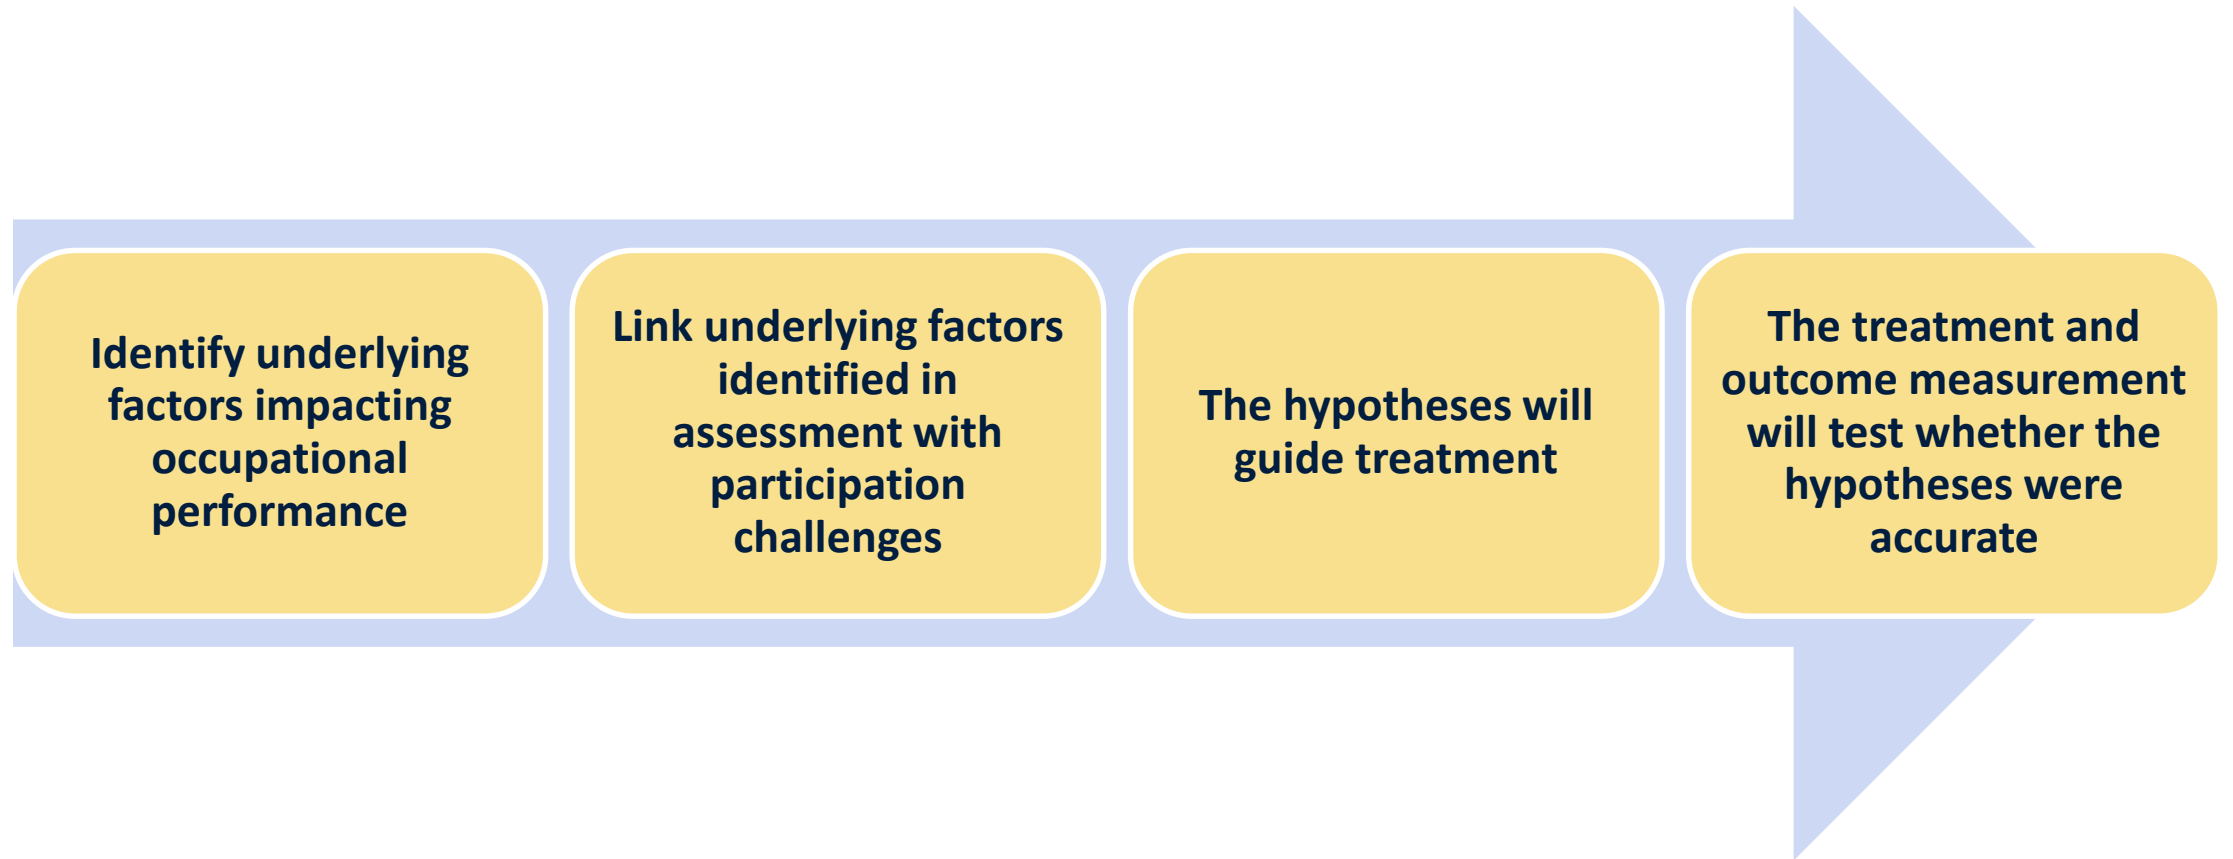 Identify underlying
factors impacting
occupational
performance
Link underlying factors
identified in
assessment with
participation
challenges
The hypotheses will
guide treatment
The treatment and
outcome measurement
will test whether the
hypotheses were
accurate